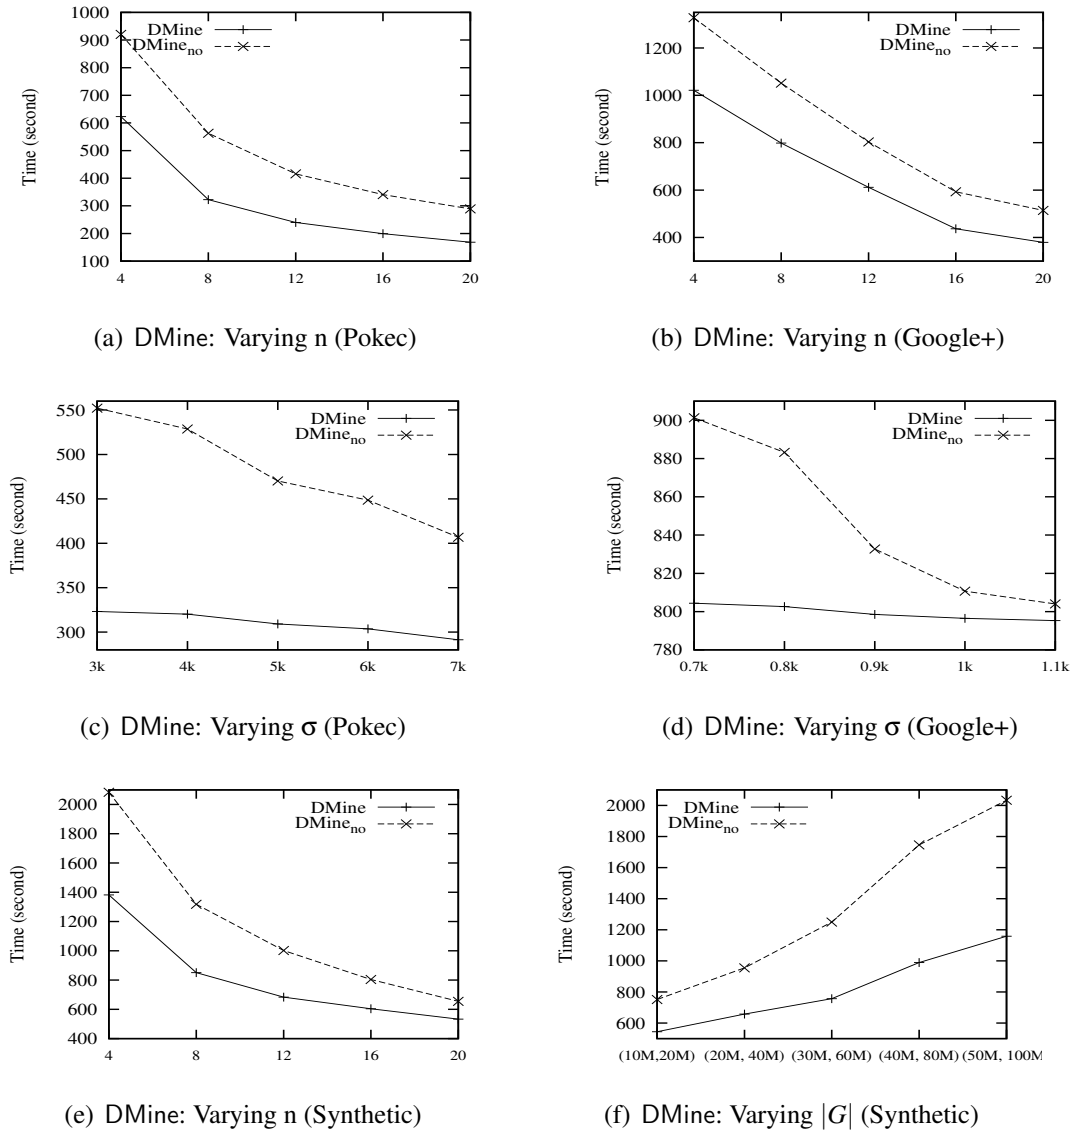 1000
900
800
700
600
500
400
300
200
100
Time (second)
DMine
DMine_no
4 8 12 16 20
(a) DMine: Varying n (Pokec)
1200
1000
800
600
400
Time (second)
DMine
DMine_no
4 8 12 16 20
(b) DMine: Varying n (Google+)
550
500
450
400
350
300
Time (second)
DMine
DMine_no
3k 4k 5k 6k 7k
(c) DMine: Varying σ (Pokec)
900
880
860
840
820
800
780
Time (second)
DMine
DMine_no
0.7k 0.8k 0.9k 1k 1.1k
(d) DMine: Varying σ (Google+)
2000
1800
1600
1400
1200
1000
800
600
400
Time (second)
DMine
DMine_no
4 8 12 16 20
(e) DMine: Varying n (Synthetic)
2000
1800
1600
1400
1200
1000
800
600
Time (second)
DMine
DMine_no
(10M,20M) (20M, 40M) (30M, 60M) (40M, 80M) (50M, 100M
(f) DMine: Varying |G| (Synthetic)